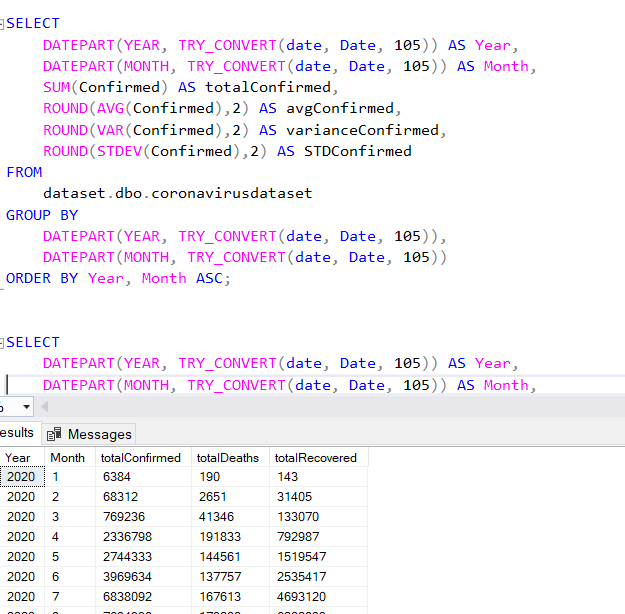 SELECT
DATEPART(YEAR, TRY_CONVERT(date, Date, 105)) AS Year,
DATEPART(MONTH, TRY_CONVERT(date, Date, 105)) AS Month,
SUM(Confirmed) AS totalConfirmed,
ROUND(AVG(Confirmed),2) AS avgConfirmed,
ROUND(VAR(Confirmed),2) AS varianceConfirmed,
ROUND(STDEV(Confirmed),2) AS STDConfirmed
FROM
dataset.dbo.coronavirusdataset
GROUP BY
DATEPART(YEAR, TRY_CONVERT(date, Date, 105)),
DATEPART(MONTH, TRY_CONVERT(date, Date, 105))
ORDER BY Year, Month ASC;
SELECT
DATEPART(YEAR, TRY_CONVERT(date, Date, 105)) AS Year,
DATEPART(MONTH, TRY_CONVERT(date, Date, 105)) AS Month,
%
esults Messages
Year Month totalConfirmed totalDeaths totalRecovered
2020 1 6384 190 143
2020 2 68312 2651 31405
2020 3 769236 41346 133070
2020 4 2336798 191833 792987
2020 5 2744333 144561 1519547
2020 6 3969634 137757 2535417
2020 7 6838092 167613 4693120